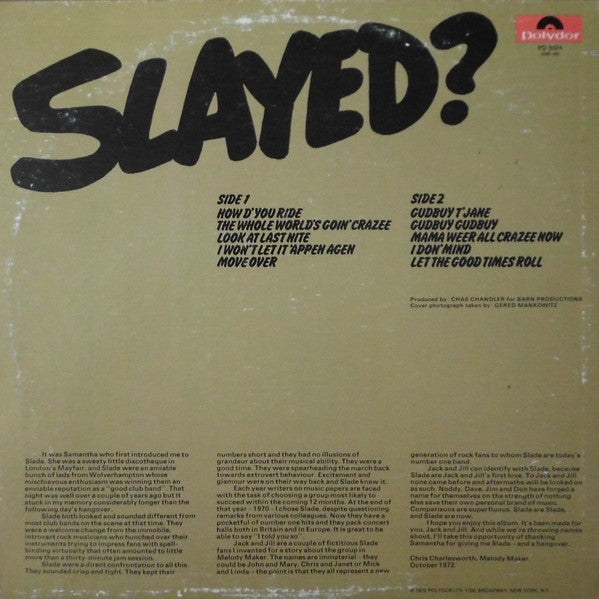 SLAYED?
Polydor
PD 5524
SIDE 1
HOW D'YOU RIDE
THE WHOLE WORLD'S GOIN' CRAZEE
LOOK AT LAST NITE
I WON'T LET IT 'APPEN AGEN
MOVE OVER
SIDE 2
GUDBUY T'JANE
GUDBUY GUDBUY
MAMA WEER ALL CRAZEE NOW
I DON' MIND
LET THE GOOD TIMES ROLL
Produced by: CHAS CHANDLER for BARN PRODUCTIONS
Cover photograph taken by: GERED MANKOWITZ
It was Samantha who first introduced me to
Slade. She was a sweaty little discotheque in
London's Mayfair, and Slade were an amiable
bunch of lads from Wolverhampton whose
mischievous enthusiasm was winning them an
enviable reputation as a "good club band". That
night was well over a couple of years ago but it
stuck in my memory considerably longer than the
following day's hangover.
Slade both looked and sounded different from
most club bands on the scene at that time. They
were a welcome change from the immobile,
introvert rock musicians who hunched over their
instruments trying to impress fans with spell-
binding virtuosity that often amounted to little
more than a thirty-minute jam session.
Slade were a direct confrontation to all this.
They sounded crisp and tight. They kept their
numbers short and they had no illusions of
grandeur about their musical ability. They were a
good time. They were spearheading the march back
towards extrovert behaviour. Excitement and
glamour were on their way back and Slade knew it.
Each year writers on music papers are faced
with the task of choosing a group most likely to
succeed within the coming 12 months. At the end of
that year – 1970 – I chose Slade, despite questioning
remarks from various colleagues. Now they have a
pocketful of number one hits and they pack concert
halls both in Britain and in Europe. It is great to be
able to say "I told you so".
Jack and Jill are a couple of fictitious Slade
fans I invented for a story about the group in
Melody Maker. The names are immaterial – they
could be John and Mary, Chris and Janet or Mick
and Linda – the point is that they all represent a new
generation of rock fans to whom Slade are today's
number one band.
Jack and Jill can identify with Slade, because
Slade are Jack and Jill's first love. To Jack and Jill
none came before and aftermaths will be looked on
as such. Noddy, Dave, Jim and Don have forged a
name for themselves on the strength of nothing
else save their own personal brand of music.
Comparisons are superfluous. Slade are Slade,
and Slade are now.
I hope you enjoy this album. It's been made for
you, Jack and Jill. And while we're throwing names
about, I'll take this opportunity of thanking
Samantha for giving me Slade – and a hangover.
Chris Charlesworth, Melody Maker.
October 1972.
© 1972 POLYDOR LTD. 1700 BROADWAY, NEW YORK, N.Y.